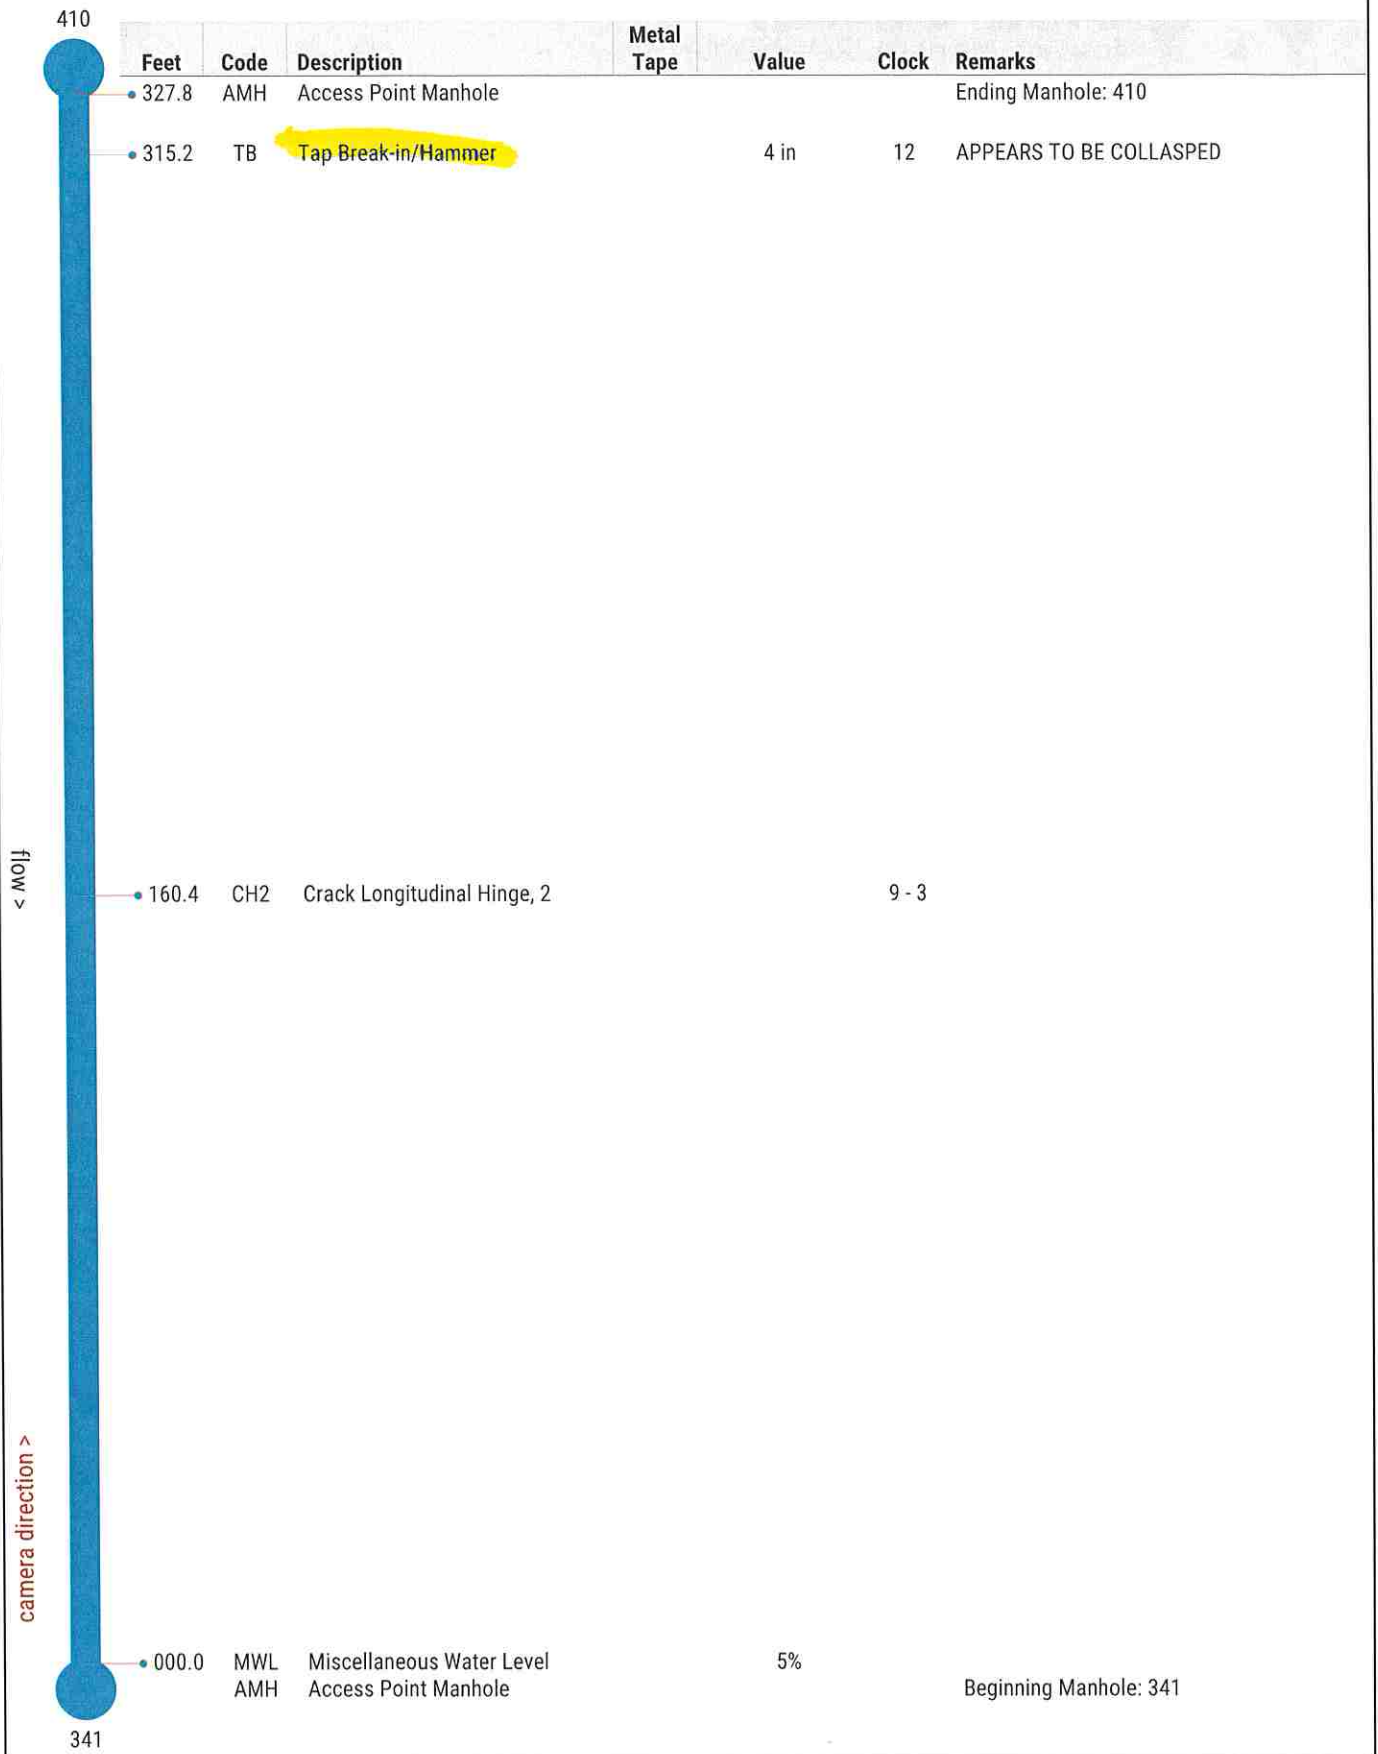 410
Feet Code Description Metal Tape Value Clock Remarks
327.8 AMH Access Point Manhole Ending Manhole: 410
315.2 TB Tap Break-in/Hammer 4 in 12 APPEARS TO BE COLLASPED
flow >
160.4 CH2 Crack Longitudinal Hinge, 2 9 - 3
camera direction >
000.0 MWL Miscellaneous Water Level 5%
AMH Access Point Manhole Beginning Manhole: 341
341